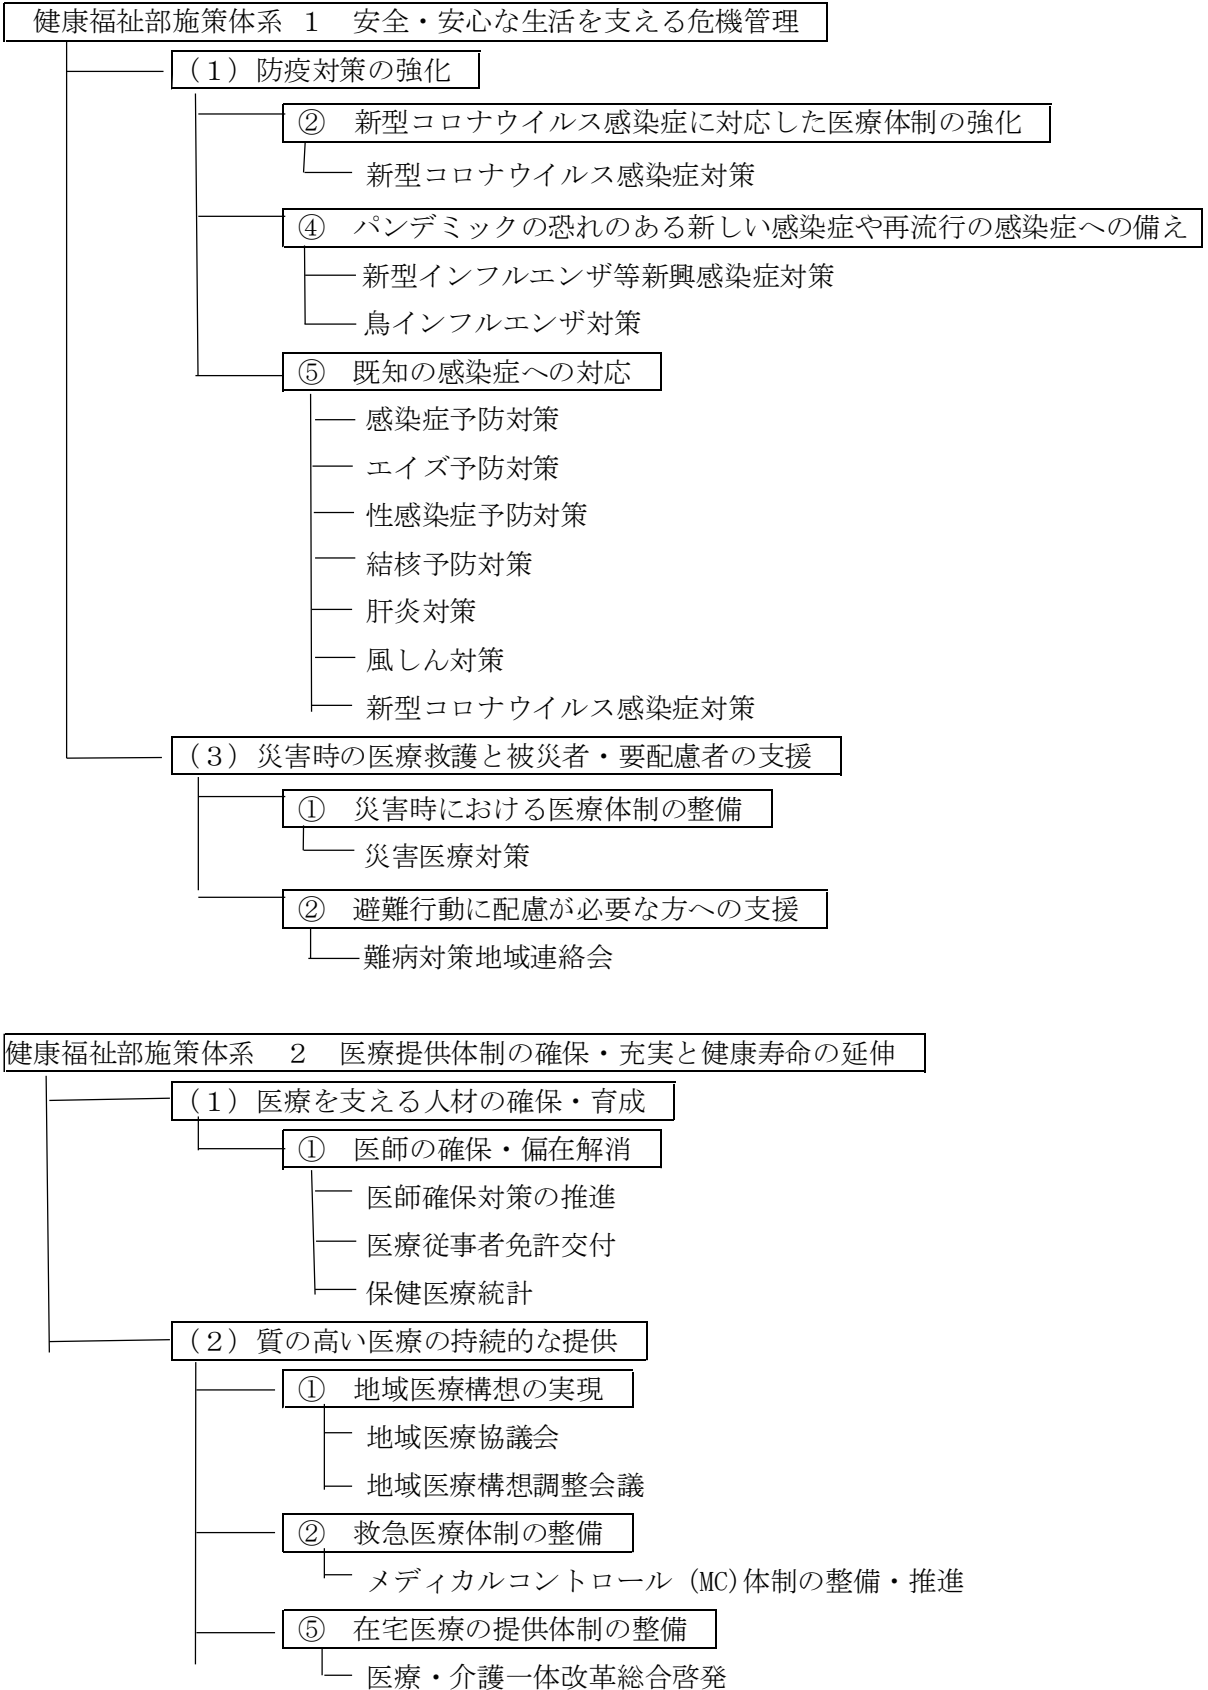 健康福祉部施策体系　１　安全・安心な生活を支える危機管理
（１）防疫対策の強化
②　新型コロナウイルス感染症に対応した医療体制の強化
新型コロナウイルス感染症対策
④　パンデミックの恐れのある新しい感染症や再流行の感染症への備え
新型インフルエンザ等新興感染症対策
鳥インフルエンザ対策
⑤　既知の感染症への対応
感染症予防対策
エイズ予防対策
性感染症予防対策
結核予防対策
肝炎対策
風しん対策
新型コロナウイルス感染症対策
（３）災害時の医療救護と被災者・要配慮者の支援
①　災害時における医療体制の整備
災害医療対策
②　避難行動に配慮が必要な方への支援
難病対策地域連絡会
健康福祉部施策体系　２　医療提供体制の確保・充実と健康寿命の延伸
（１）医療を支える人材の確保・育成
①　医師の確保・偏在解消
医師確保対策の推進
医療従事者免許交付
保健医療統計
（２）質の高い医療の持続的な提供
①　地域医療構想の実現
地域医療協議会
地域医療構想調整会議
②　救急医療体制の整備
メディカルコントロール (MC)体制の整備・推進
⑤　在宅医療の提供体制の整備
医療・介護一体改革総合啓発